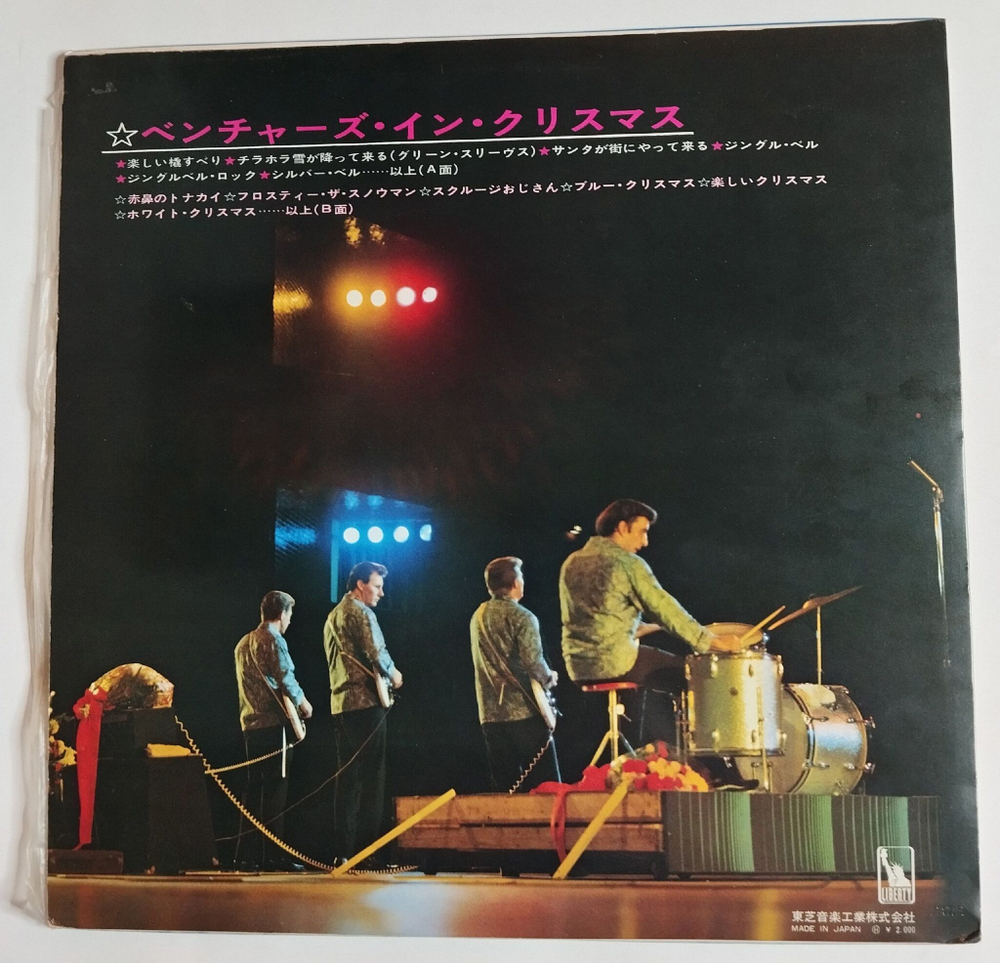 ☆ベンチャーズ・イン・クリスマス
★楽しい橇すべり★チラホラ雪が降って来る(グリーン・スリーヴス)★サンタが街にやって来る★ジングル・ベル
★ジングルベル・ロック★シルバー・ベル……以上(A面)
☆赤鼻のトナカイ☆フロスティー・ザ・スノウマン☆スクルージおじさん☆ブルー・クリスマス☆楽しいクリスマス
☆ホワイト・クリスマス……以上(B面)
LIBERTY
東芝音楽工業株式会社
MADE IN JAPAN Ⓗ ¥ 2.000